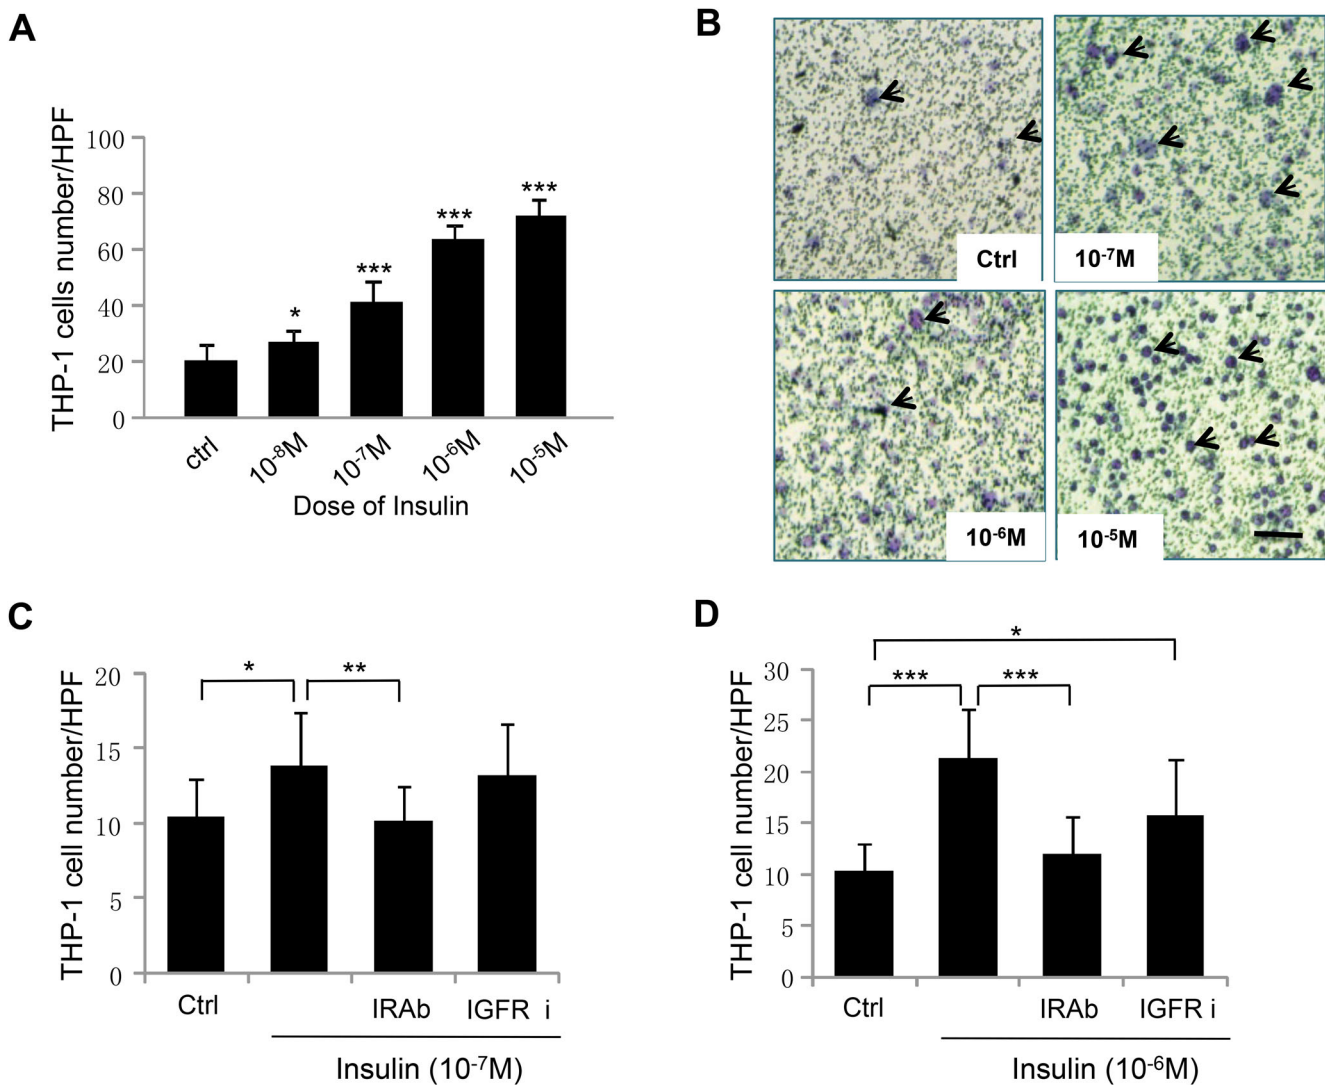 A
THP-1 cells number/HPF
100
80
60
40
20
0
*
***
***
***
ctrl
10⁻⁸M
10⁻⁷M
10⁻⁶M
10⁻⁵M
Dose of Insulin
B
Ctrl
10⁻⁷M
10⁻⁶M
10⁻⁵M
C
THP-1 cell number/HPF
20
15
10
5
0
*
**
Ctrl
IRAb
IGFR i
Insulin (10⁻⁷M)
D
THP-1 cell number/HPF
30
25
20
15
10
5
0
*
***
***
Ctrl
IRAb
IGFR i
Insulin (10⁻⁶M)